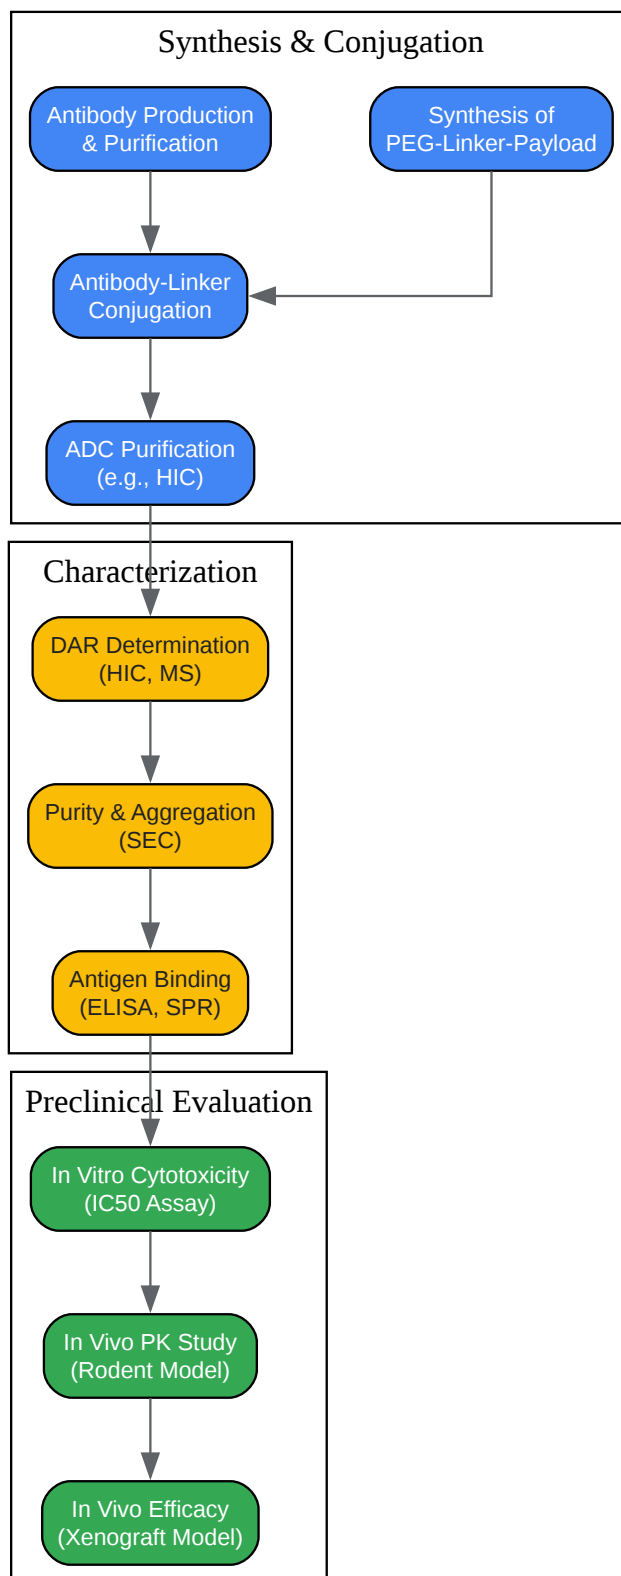 Synthesis & Conjugation
Antibody Production
& Purification
Synthesis of
PEG-Linker-Payload
Antibody-Linker
Conjugation
ADC Purification
(e.g., HIC)
Characterization
DAR Determination
(HIC, MS)
Purity & Aggregation
(SEC)
Antigen Binding
(ELISA, SPR)
Preclinical Evaluation
In Vitro Cytotoxicity
(IC50 Assay)
In Vivo PK Study
(Rodent Model)
In Vivo Efficacy
(Xenograft Model)